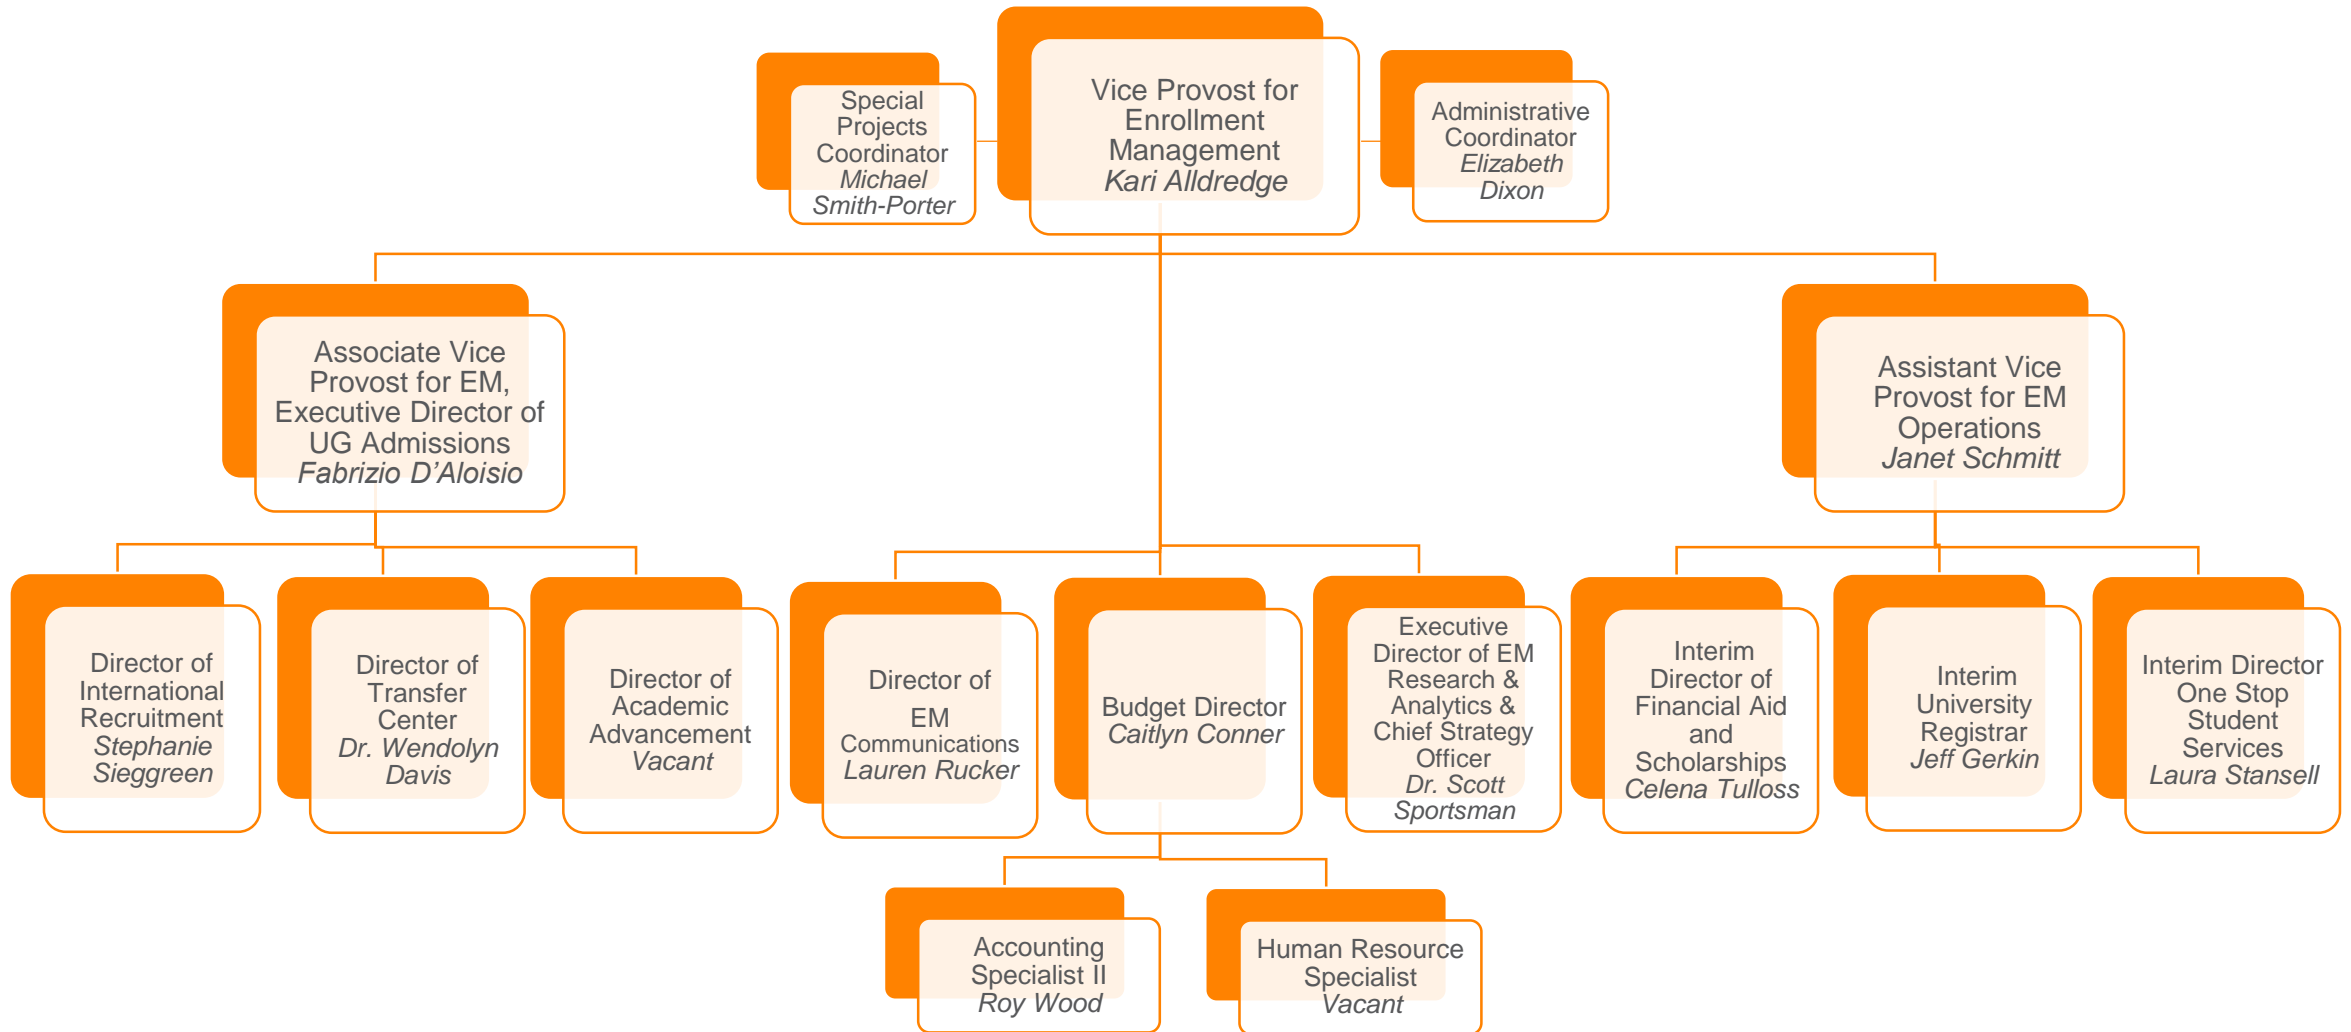 Special
Projects
Coordinator
Michael
Smith-Porter
Vice Provost for
Enrollment
Management
Kari Alldredge
Administrative
Coordinator
Elizabeth
Dixon
Associate Vice
Provost for EM,
Executive Director of
UG Admissions
Fabrizio D’Aloisio
Assistant Vice
Provost for EM
Operations
Janet Schmitt
Director of
International
Recruitment
Stephanie
Sieggreen
Director of
Transfer
Center
Dr. Wendolyn
Davis
Director of
Academic
Advancement
Vacant
Director of
EM
Communications
Lauren Rucker
Budget Director
Caitlyn Conner
Executive
Director of EM
Research &
Analytics &
Chief Strategy
Officer
Dr. Scott
Sportsman
Interim
Director of
Financial Aid
and
Scholarships
Celena Tulloss
Interim
University
Registrar
Jeff Gerkin
Interim Director
One Stop
Student
Services
Laura Stansell
Accounting
Specialist II
Roy Wood
Human Resource
Specialist
Vacant